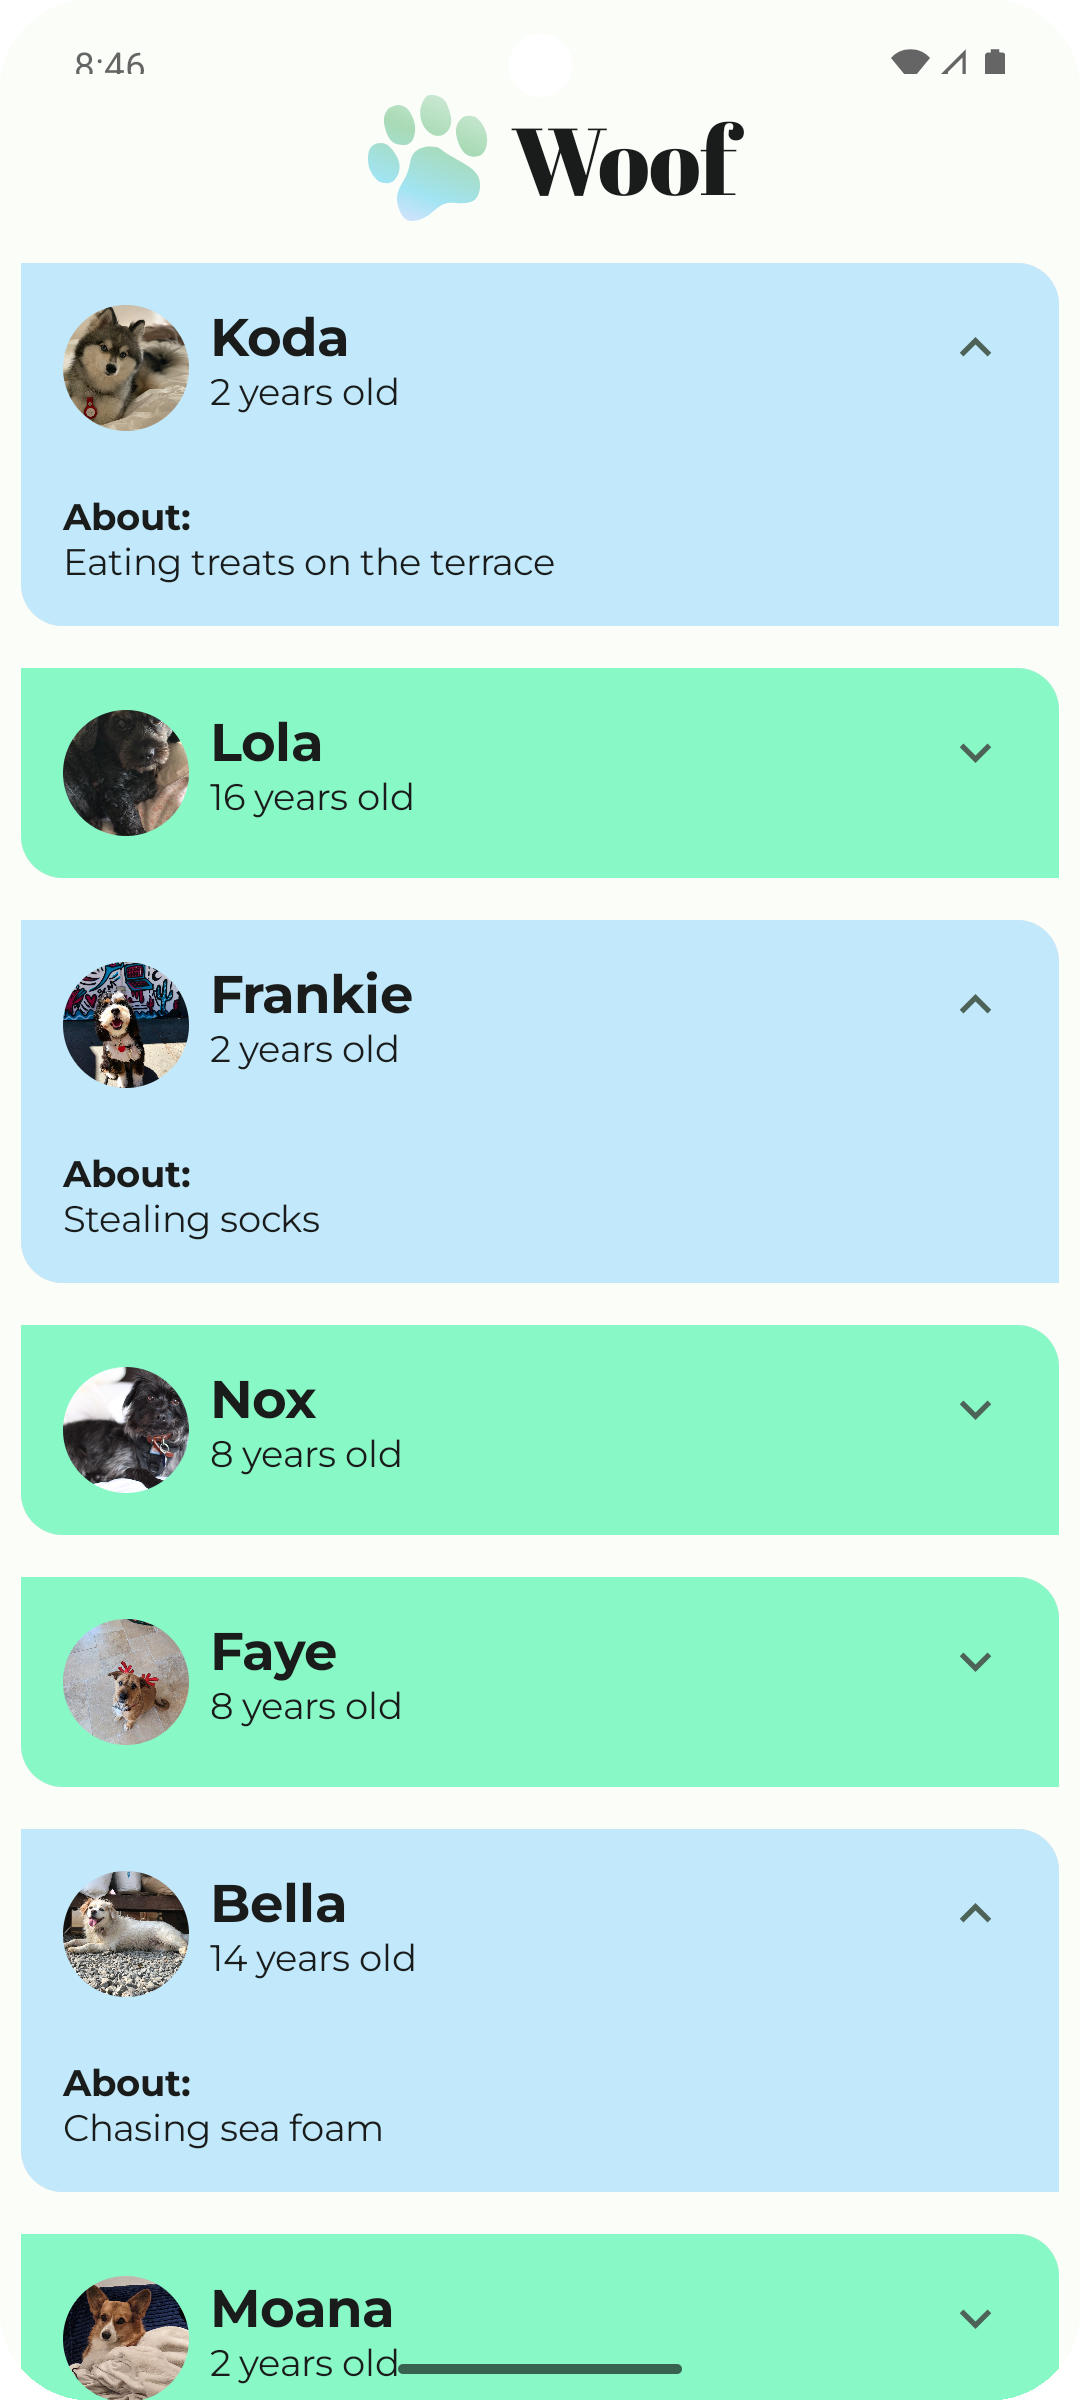 8:46
Woof
Koda
2 years old
About:
Eating treats on the terrace
Lola
16 years old
Frankie
2 years old
About:
Stealing socks
Nox
8 years old
Faye
8 years old
Bella
14 years old
About:
Chasing sea foam
Moana
2 years old